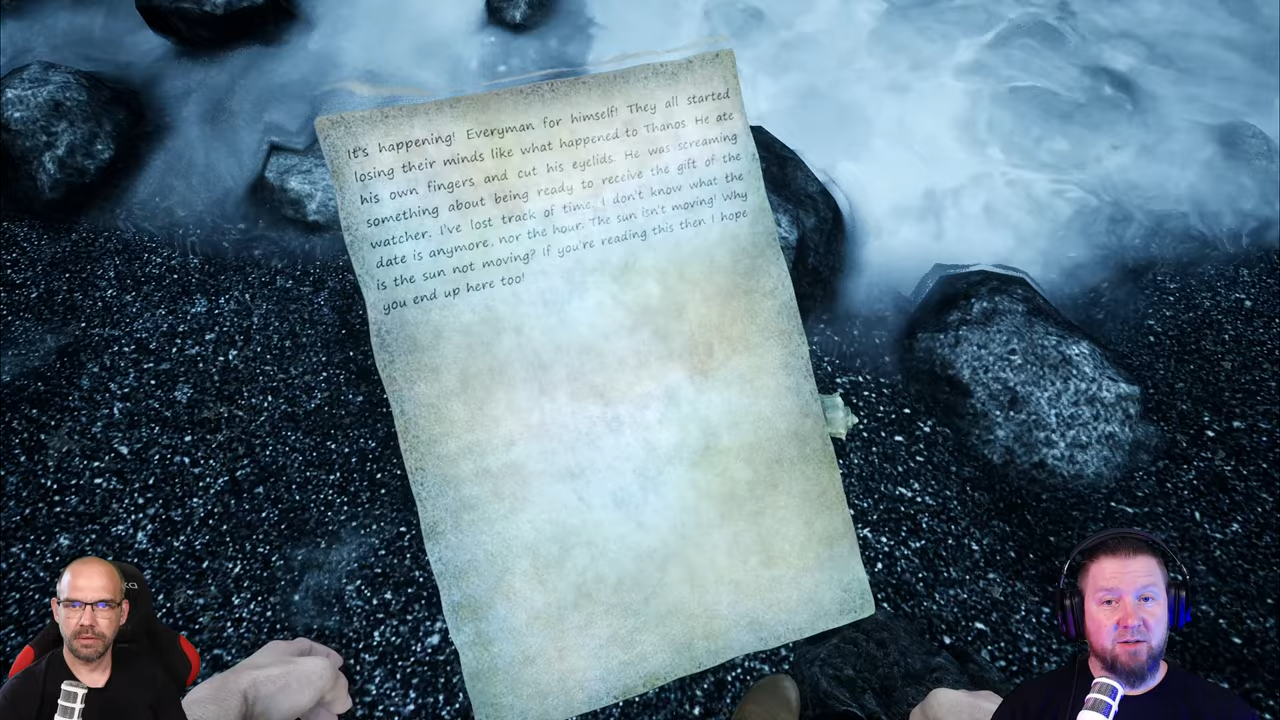 It's happening! Everyman for himself! They all started
losing their minds like what happened to Thanos. He ate
his own fingers and cut his eyelids. He was screaming
something about being ready to receive the gift of the
watcher. I've lost track of time. I don't know what the
date is anymore, nor the hour. The sun isn't moving! Why
is the sun not moving? If you're reading this then I hope
you end up here too!